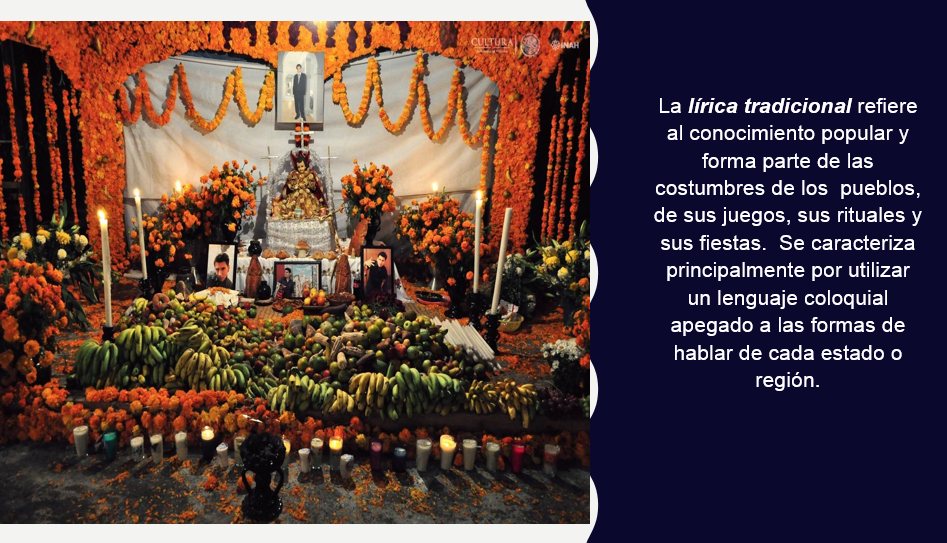 CULTURA INAH
La lírica tradicional refiere
al conocimiento popular y
forma parte de las
costumbres de los  pueblos,
de sus juegos, sus rituales y
sus fiestas.  Se caracteriza
principalmente por utilizar
un lenguaje coloquial
apegado a las formas de
hablar de cada estado o
región.